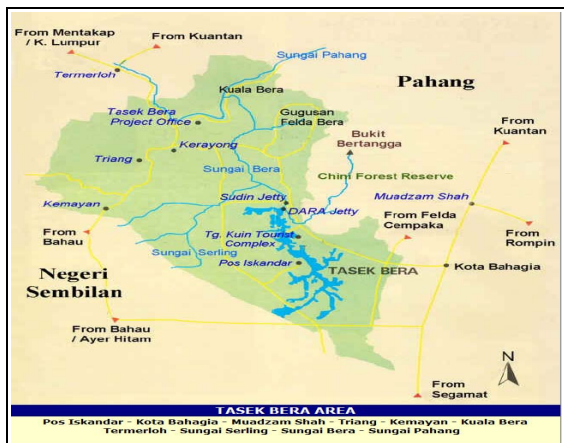 From Mentakap
/ K. Lumpur
From Kuantan
Sungai Pahang
Termerloh
Pahang
Kuala Bera
Tasek Bera
Project Office
Gugusan
Felda Bera
From
Kuantan
Bukit
Bertangga
Kerayong
Triang
Sungai Bera
Chini Forest Reserve
Kemayan
Sudin Jetty
DARA Jetty
Muadzam Shah
From Felda
Cempaka
From
Bahau
Tg. Kuin Tourist
Complex
From
Rompin
Sungai Serling
Pos Iskandar
TASEK BERA
Kota Bahagia
Negeri
Sembilan
From Bahau
/ Ayer Hitam
N
From
Segamat
TASEK BERA AREA
Pos Iskandar - Kota Bahagia - Muadzam Shah - Triang - Kemayan - Kuala Bera
Termerloh - Sungai Serling - Sungai Bera - Sungai Pahang